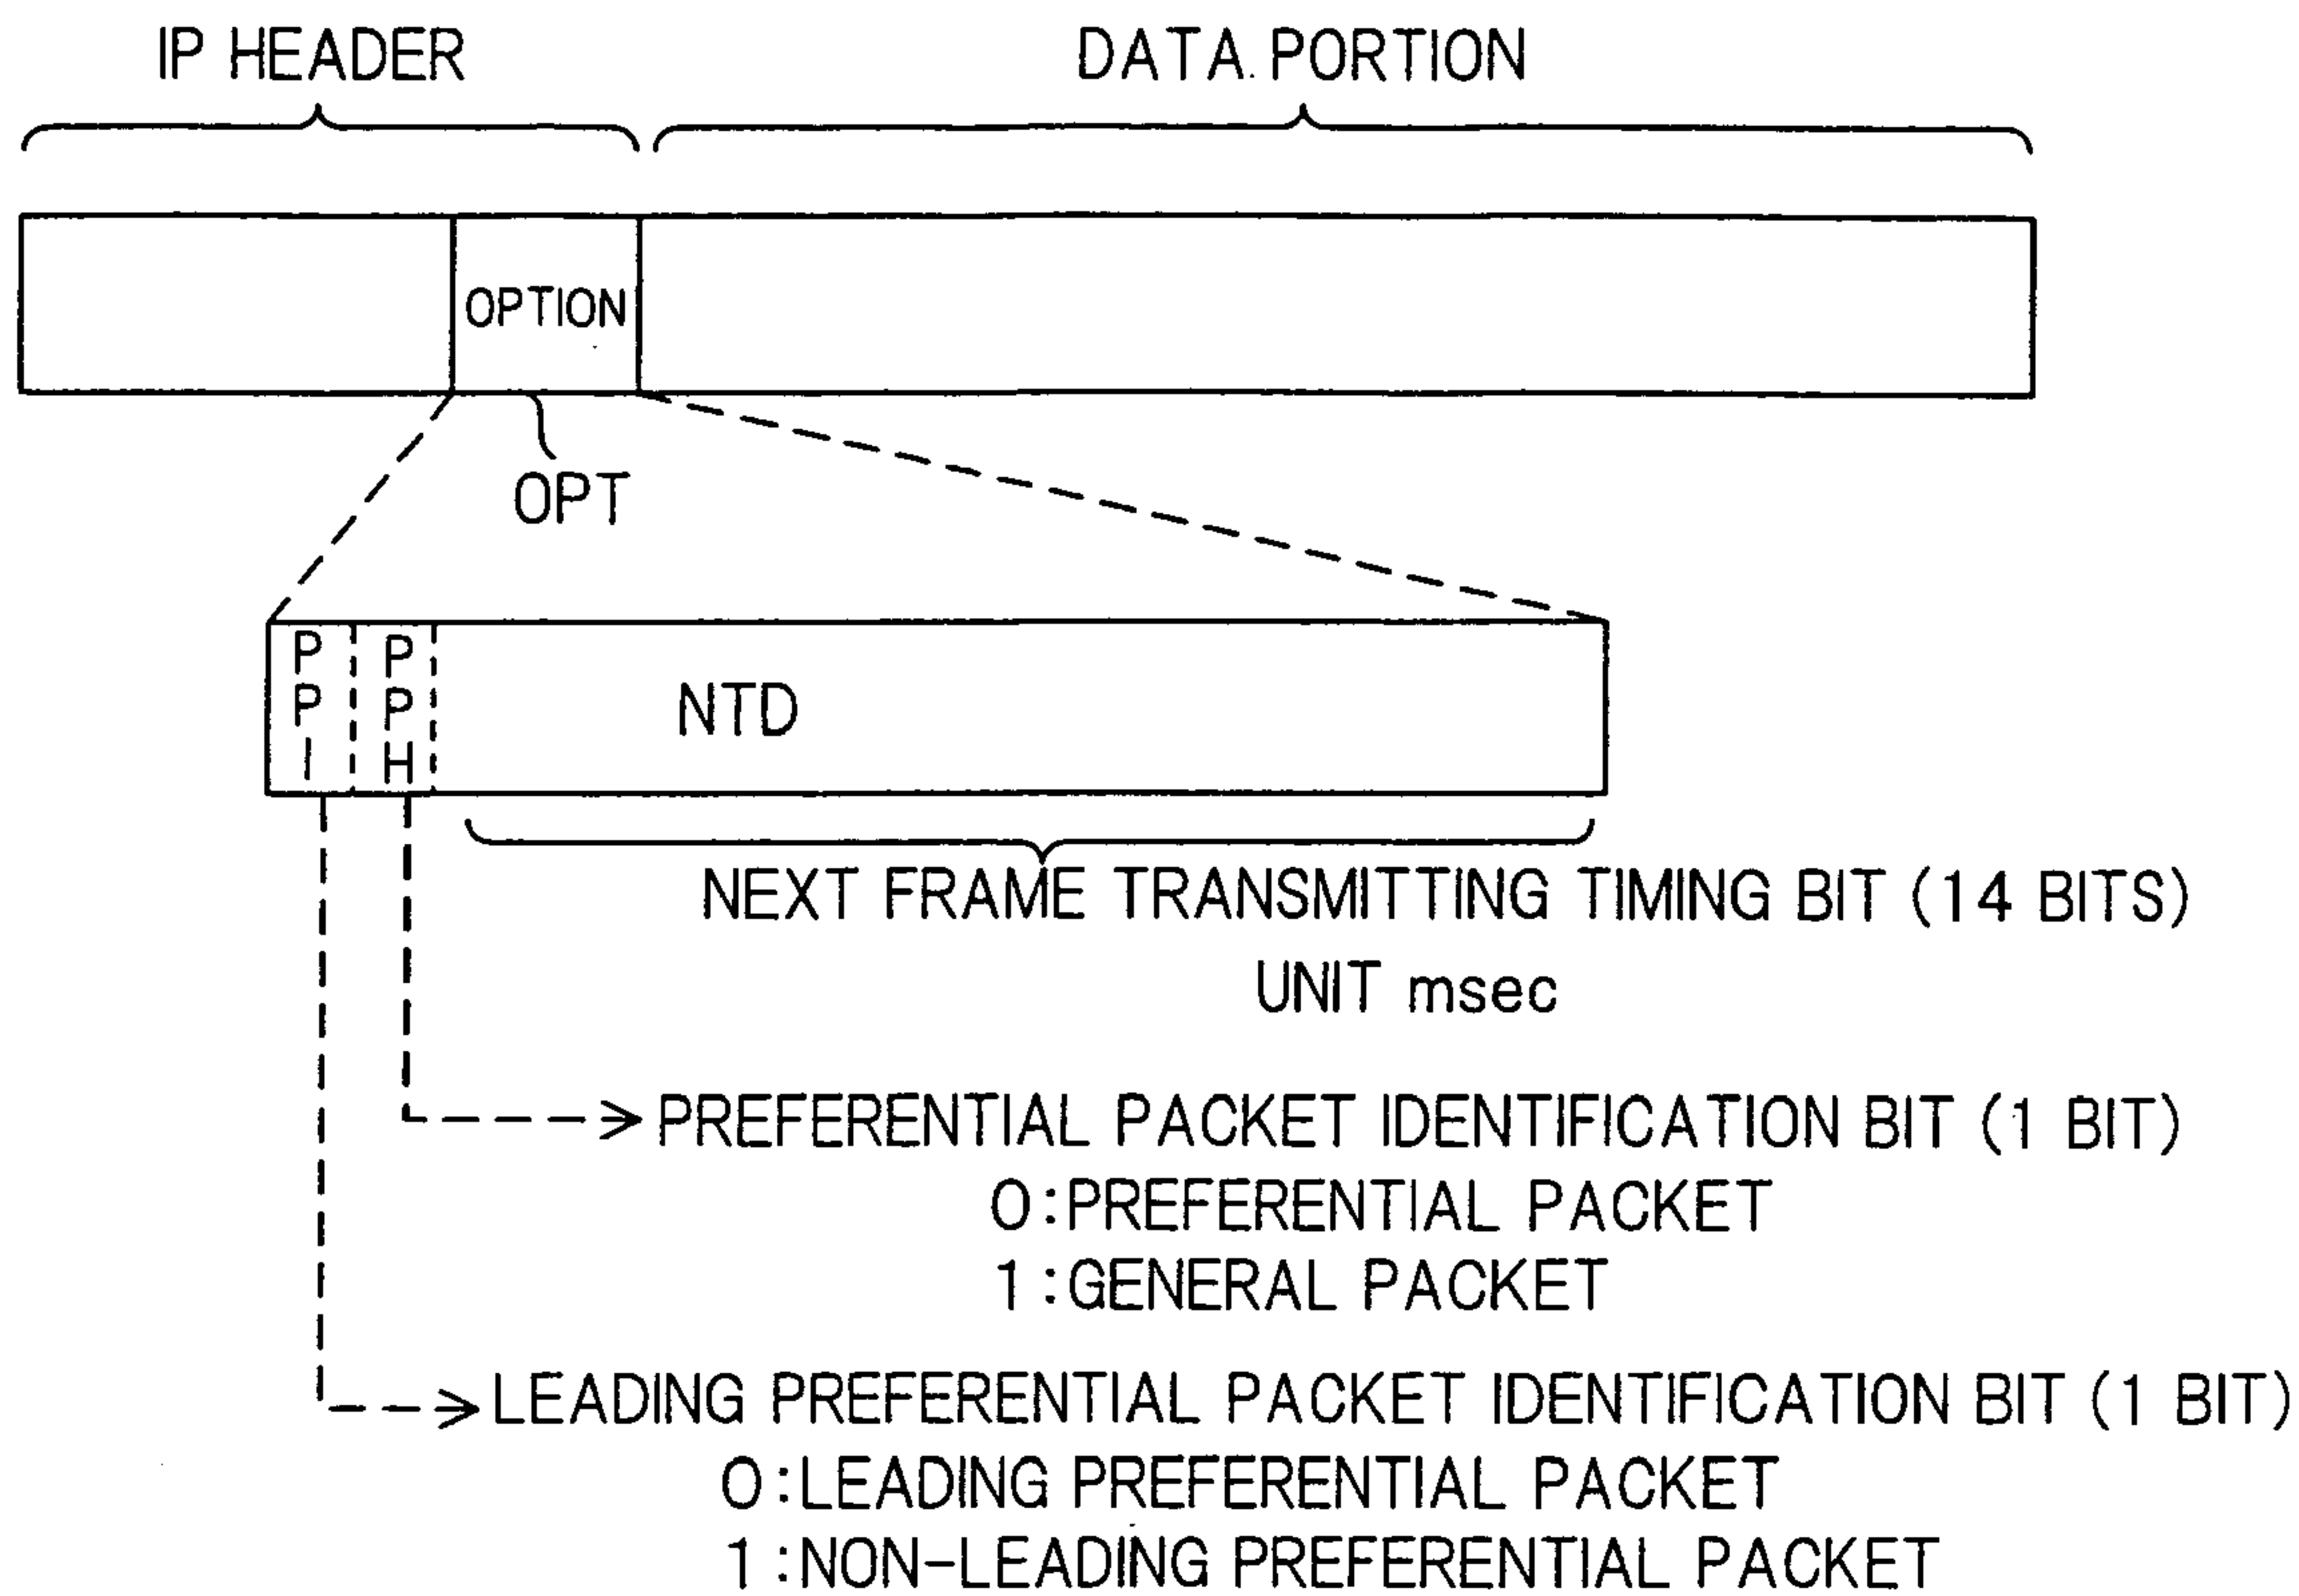 IP HEADER
DATA PORTION
OPTION
OPT
PPI
PPH
NTD
NEXT FRAME TRANSMITTING TIMING BIT (14 BITS)
UNIT msec
PREFERENTIAL PACKET IDENTIFICATION BIT (1 BIT)
0:PREFERENTIAL PACKET
1:GENERAL PACKET
LEADING PREFERENTIAL PACKET IDENTIFICATION BIT (1 BIT)
0:LEADING PREFERENTIAL PACKET
1:NON-LEADING PREFERENTIAL PACKET